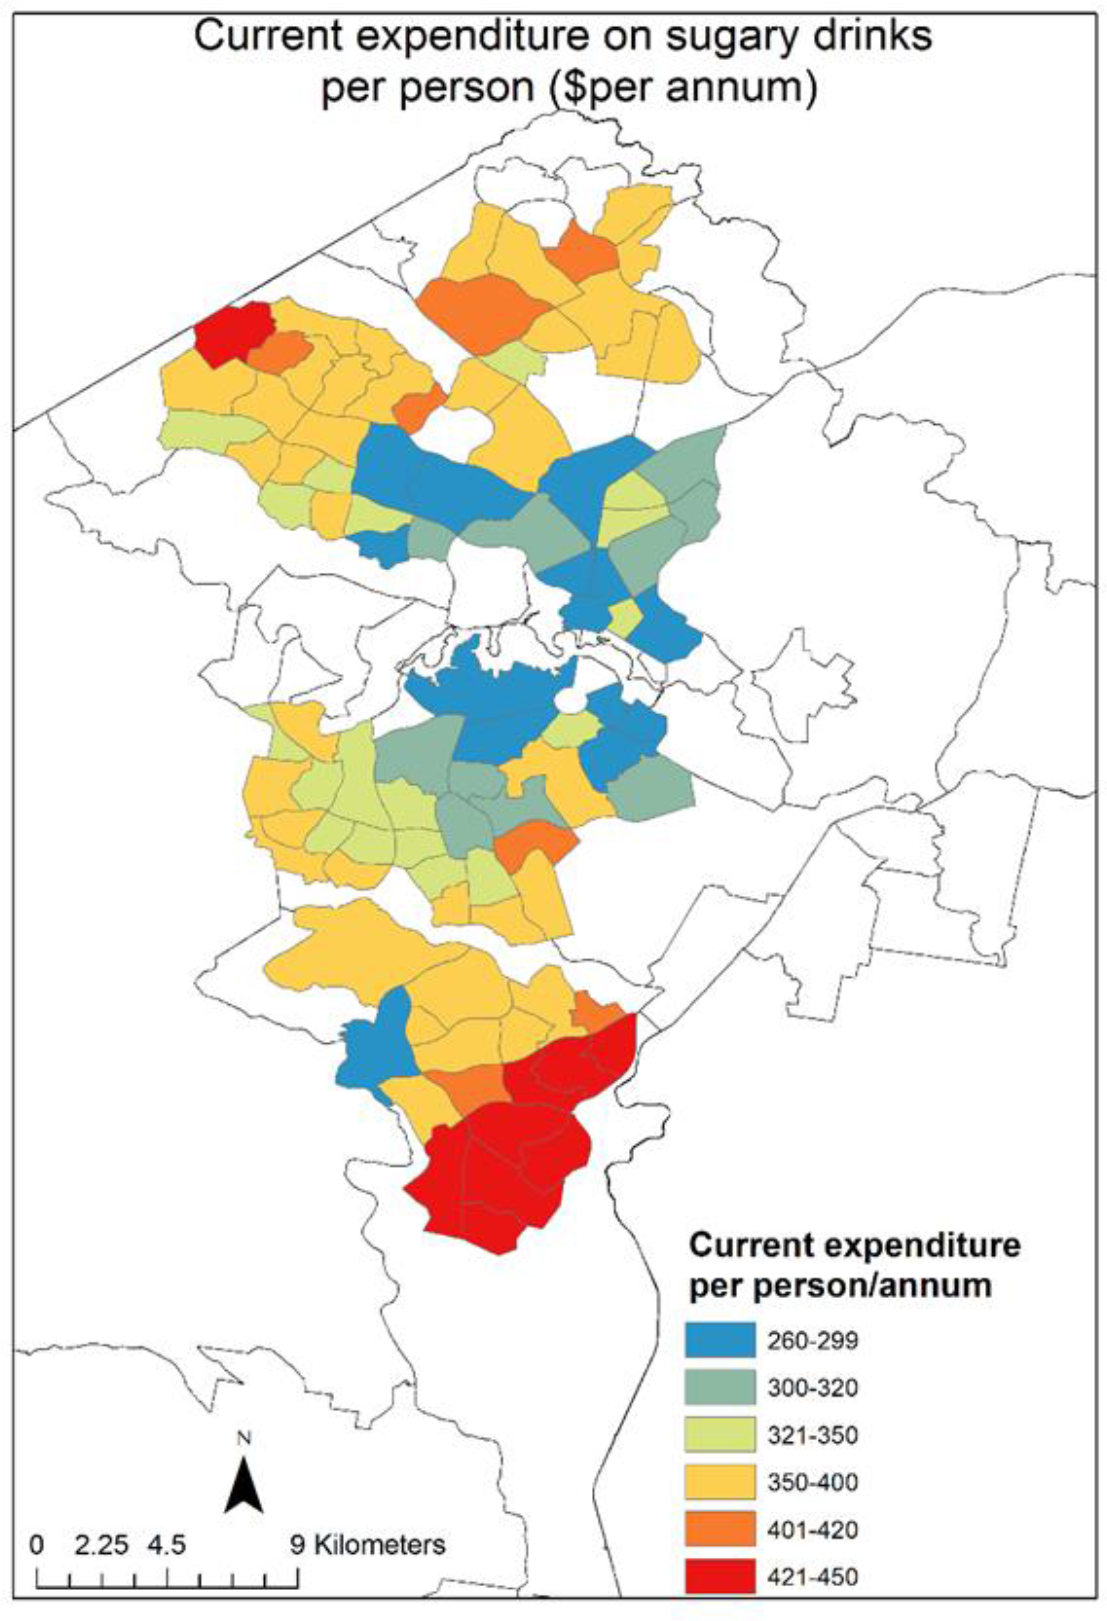 Current expenditure on sugary drinks
per person ($per annum)
Current expenditure
per person/annum
260-299
300-320
321-350
350-400
401-420
421-450
N
0 2.25 4.5 9 Kilometers